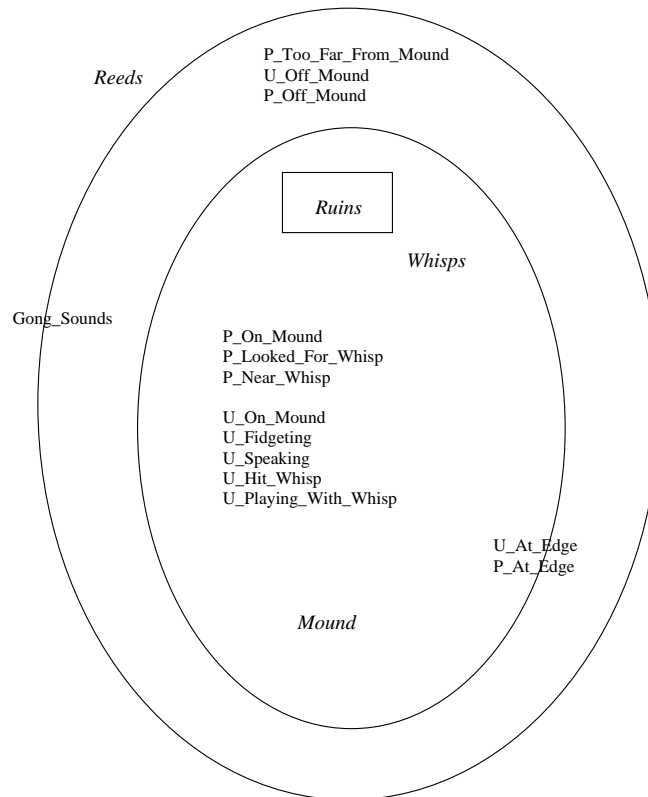 P_Too_Far_From_Mound
U_Off_Mound
P_Off_Mound
Reeds
Ruins
Whisps
Gong_Sounds
P_On_Mound
P_Looked_For_Whisp
P_Near_Whisp
U_On_Mound
U_Fidgeting
U_Speaking
U_Hit_Whisp
U_Playing_With_Whisp
U_At_Edge
P_At_Edge
Mound